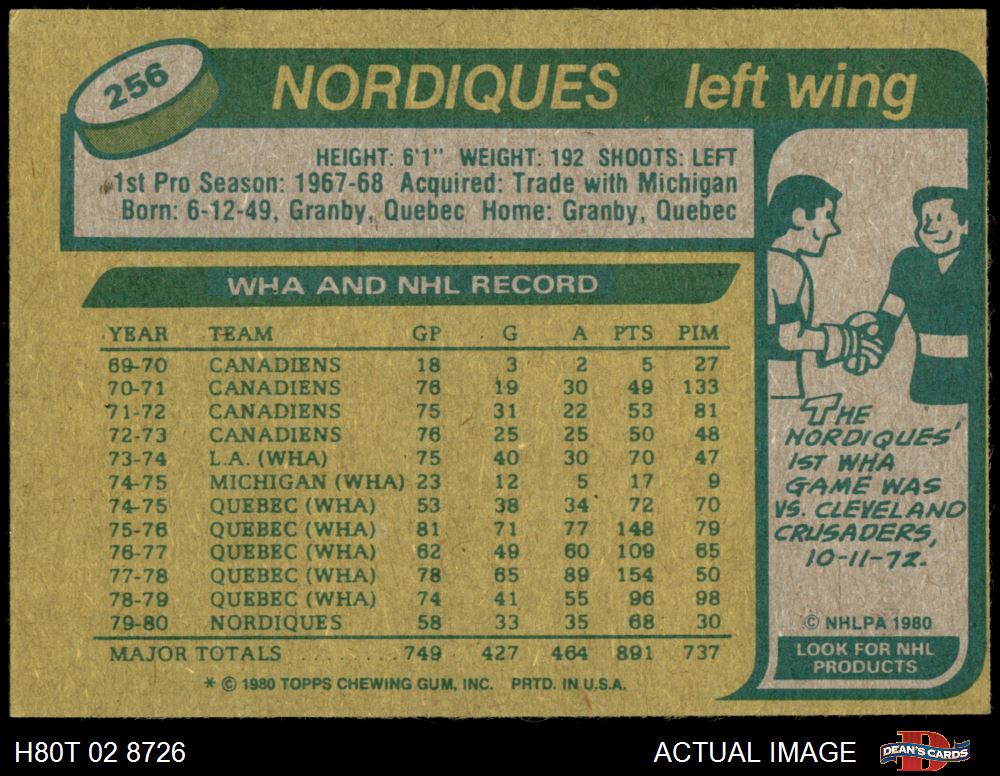 256
NORDIQUES left wing
HEIGHT: 6'1" WEIGHT: 192 SHOOTS: LEFT
1st Pro Season: 1967-68 Acquired: Trade with Michigan
Born: 6-12-49, Granby, Quebec Home: Granby, Quebec
WHA AND NHL RECORD
YEAR TEAM GP G A PTS PIM
69-70 CANADIENS 18 3 2 5 27
70-71 CANADIENS 76 19 30 49 133
71-72 CANADIENS 75 31 22 53 81
72-73 CANADIENS 76 25 25 50 48
73-74 L.A. (WHA) 75 40 30 70 47
74-75 MICHIGAN (WHA) 23 12 5 17 9
74-75 QUEBEC (WHA) 53 38 34 72 70
75-76 QUEBEC (WHA) 81 71 77 148 79
76-77 QUEBEC (WHA) 62 49 60 109 65
77-78 QUEBEC (WHA) 78 65 89 154 50
78-79 QUEBEC (WHA) 74 41 55 96 98
79-80 NORDIQUES 58 33 35 68 30
MAJOR TOTALS ........ 749 427 464 891 737
* © 1980 TOPPS CHEWING GUM, INC. PRTD. IN U.S.A.
THE
NORDIQUES'
1ST WHA
GAME WAS
VS. CLEVELAND
CRUSADERS,
10-11-72.
© NHLPA 1980
LOOK FOR NHL
PRODUCTS
H80T 02 8726 ACTUAL IMAGE D DEAN'S CARDS